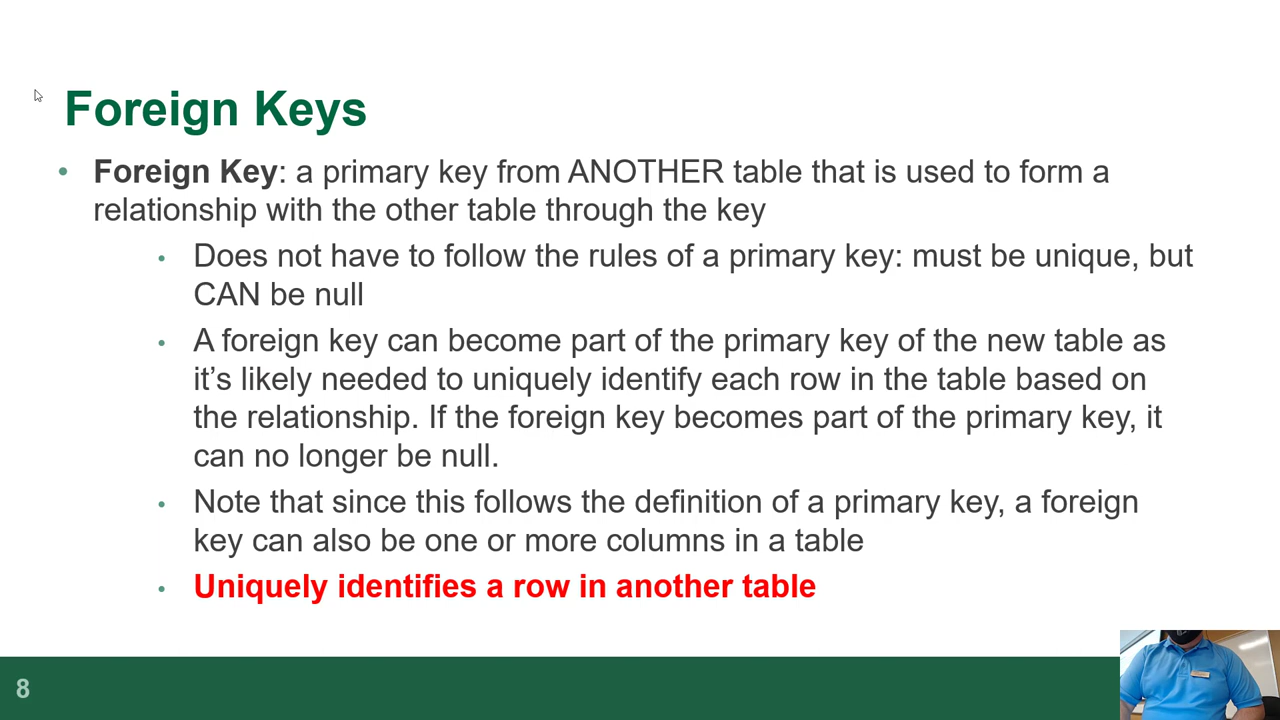 Foreign Keys
• Foreign Key: a primary key from ANOTHER table that is used to form a
relationship with the other table through the key
• Does not have to follow the rules of a primary key: must be unique, but
CAN be null
• A foreign key can become part of the primary key of the new table as
it’s likely needed to uniquely identify each row in the table based on
the relationship. If the foreign key becomes part of the primary key, it
can no longer be null.
• Note that since this follows the definition of a primary key, a foreign
key can also be one or more columns in a table
• Uniquely identifies a row in another table
8